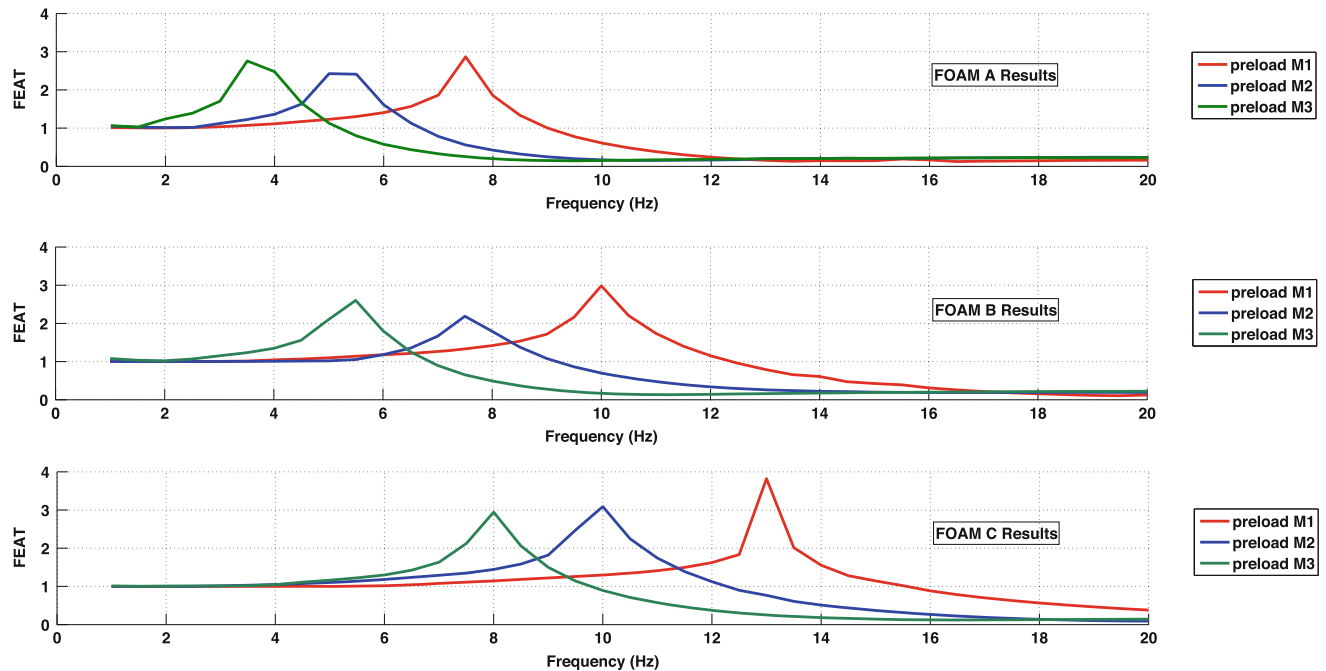 4
3
2
1
0
FEAT
0 2 4 6 8 10 12 14 16 18 20
Frequency (Hz)
FOAM A Results
preload M1
preload M2
preload M3
4
3
2
1
0
FEAT
0 2 4 6 8 10 12 14 16 18 20
Frequency (Hz)
FOAM B Results
preload M1
preload M2
preload M3
4
3
2
1
0
FEAT
0 2 4 6 8 10 12 14 16 18 20
Frequency (Hz)
FOAM C Results
preload M1
preload M2
preload M3